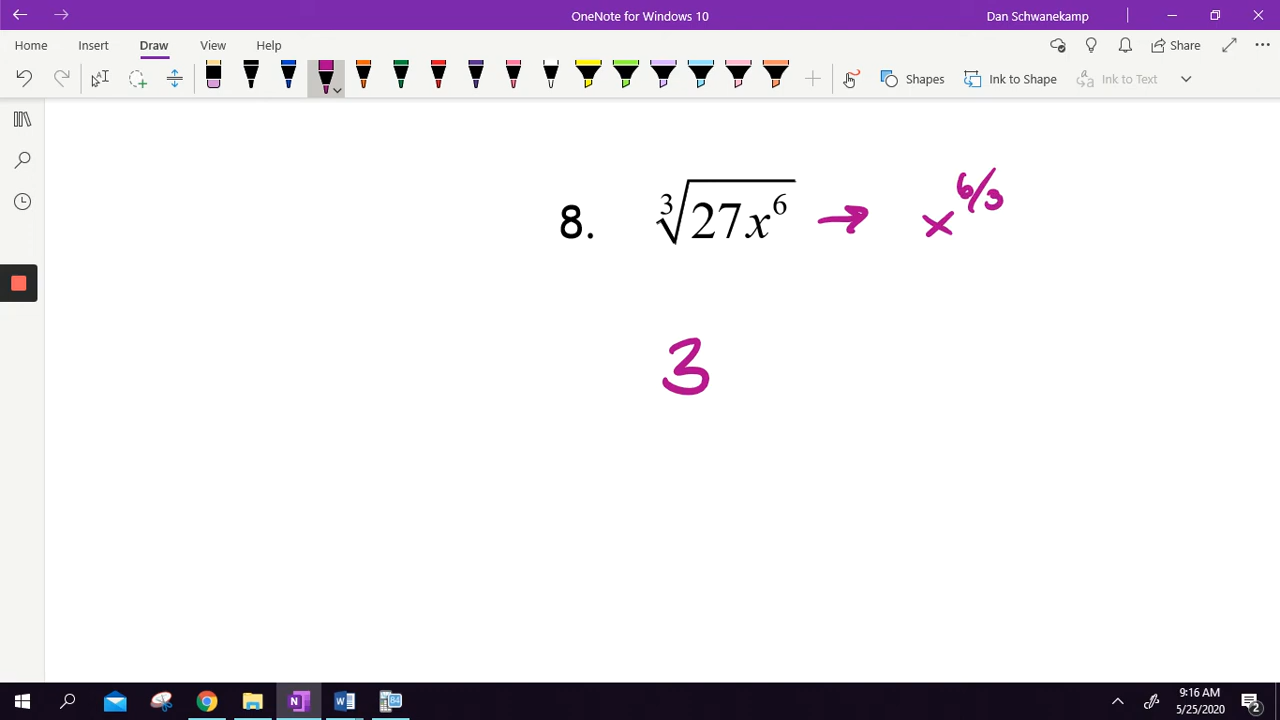 OneNote for Windows 10
Dan Schwanekamp
Home Insert Draw View Help
Share
Shapes Ink to Shape Ink to Text
8. ∛27x⁶ → x^6/3
3
9:16 AM
5/25/2020
2